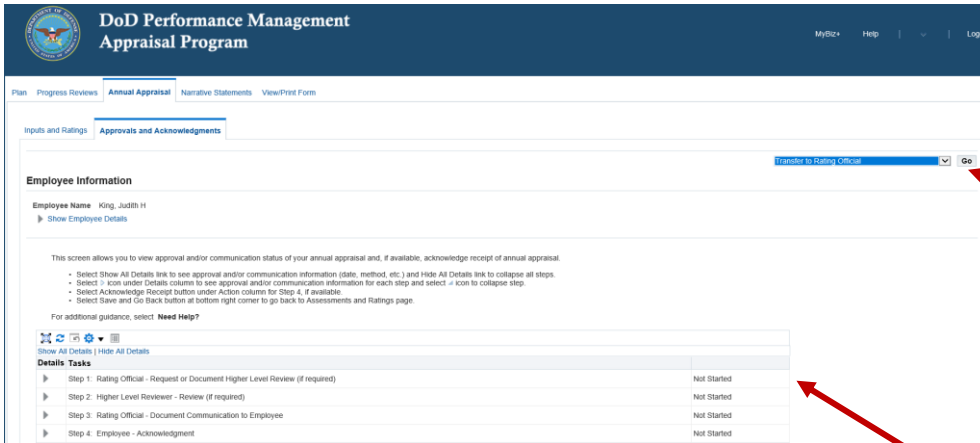 DoD Performance Management
Appraisal Program
MyBiz+ Help | | Log
Plan Progress Reviews Annual Appraisal Narrative Statements View/Print Form
Inputs and Ratings Approvals and Acknowledgments
Transfer to Rating Official Go
Employee Information
Employee Name King, Judith H
Show Employee Details
This screen allows you to view approval and/or communication status of your annual appraisal and, if available, acknowledge receipt of annual appraisal.
• Select Show All Details link to see approval and/or communication information (date, method, etc.) and Hide All Details link to collapse all steps.
• Select icon under Details column to see approval and/or communication information for each step and select icon to collapse step.
• Select Acknowledge Receipt button under Action column for Step 4, if available.
• Select Save and Go Back button at bottom right corner to go back to Assessments and Ratings page.
For additional guidance, select Need Help?
Show All Details | Hide All Details
Details Tasks
Step 1: Rating Official - Request or Document Higher Level Review (if required) Not Started
Step 2: Higher Level Reviewer - Review (if required) Not Started
Step 3: Rating Official - Document Communication to Employee Not Started
Step 4: Employee - Acknowledgment Not Started